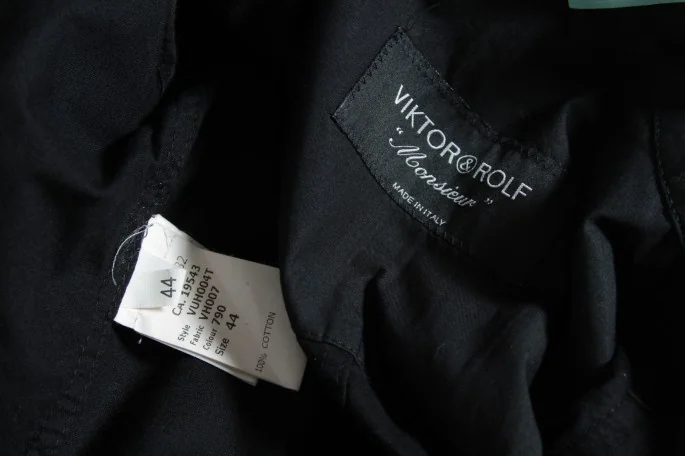 VIKTOR&ROLF
"Monsieur"
MADE IN ITALY
44
32
CA. 19543
Style VUH004T
Fabric VH007
Colour 790
Size 44
100% COTTON